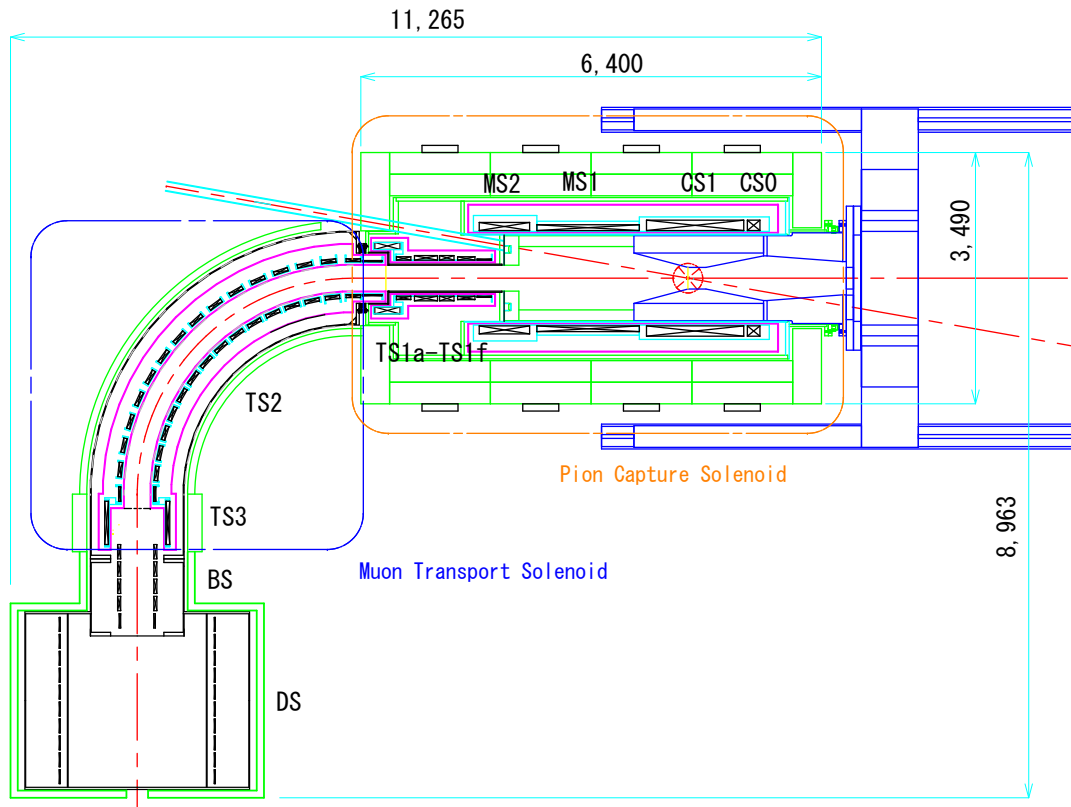 11,265
6,400
MS2 MS1 CS1 CS0
3,490
TS1a-TS1f
TS2
Pion Capture Solenoid
TS3
8,963
Muon Transport Solenoid
BS
DS